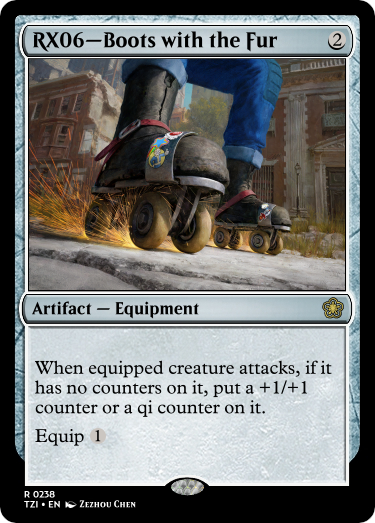 RX06—Boots with the Fur 2
Artifact — Equipment
When equipped creature attacks, if it
has no counters on it, put a +1/+1
counter or a qi counter on it.
Equip 1
R 0238
TZI • EN Zezhou Chen